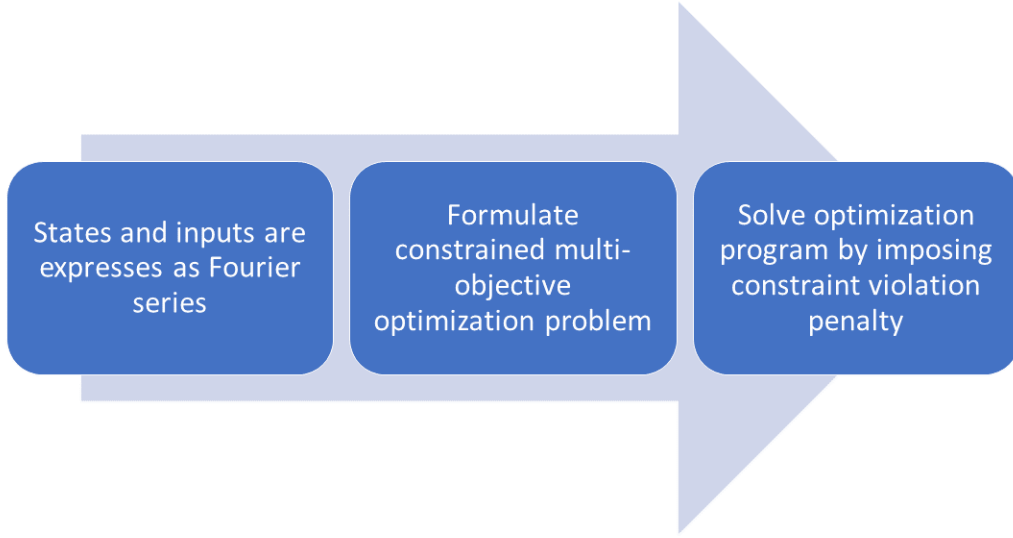 States and inputs are
expresses as Fourier
series
Formulate
constrained multi-
objective
optimization problem
Solve optimization
program by imposing
constraint violation
penalty